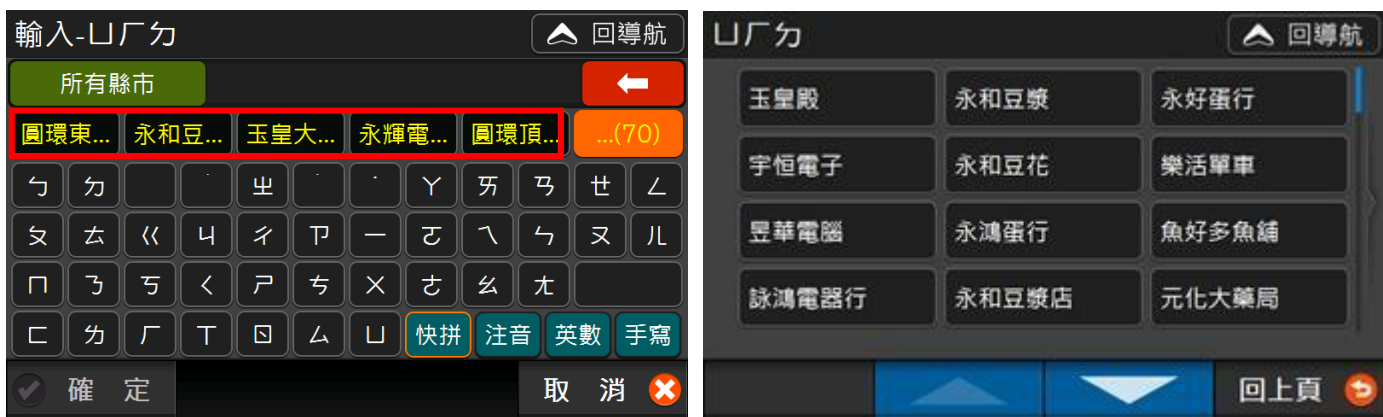 輸入-ㄩㄏㄉ
回導航
所有縣市
圓環東... 永和豆... 玉皇大... 永輝電... 圓環頂... ...(70)
ㄅ ㄉ ˙ ㄓ ˙ ˙ ㄚ ㄞ ㄢ ㄝ ㄥ
ㄆ ㄊ ㄍ ㄐ ㄔ ㄗ ㄧ ㄛ ㄟ ㄣ ㄡ ㄦ
ㄇ ㄋ ㄎ ㄑ ㄕ ㄘ ㄨ ㄜ ㄠ ㄤ
ㄈ ㄌ ㄏ ㄒ ㄖ ㄙ ㄩ 快拼 注音 英數 手寫
確 定
取 消
ㄩㄏㄉ
回導航
玉皇殿 永和豆漿 永好蛋行
宇恒電子 永和豆花 樂活單車
昱華電腦 永鴻蛋行 魚好多魚舖
詠鴻電器行 永和豆漿店 元化大藥局
回上頁